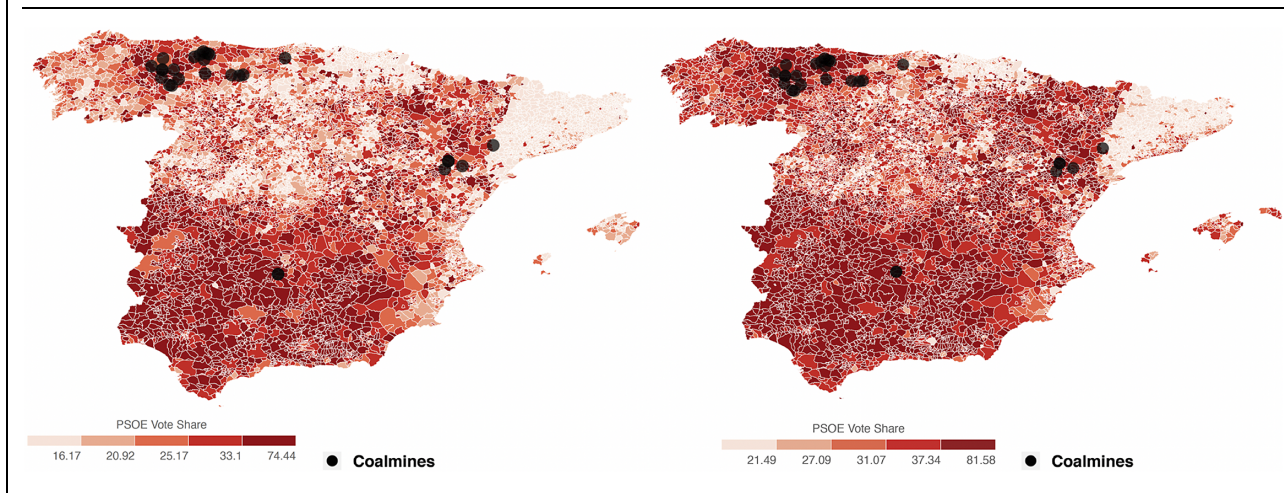 PSOE Vote Share
16.17 20.92 25.17 33.1 74.44
Coalmines
PSOE Vote Share
21.49 27.09 31.07 37.34 81.58
Coalmines